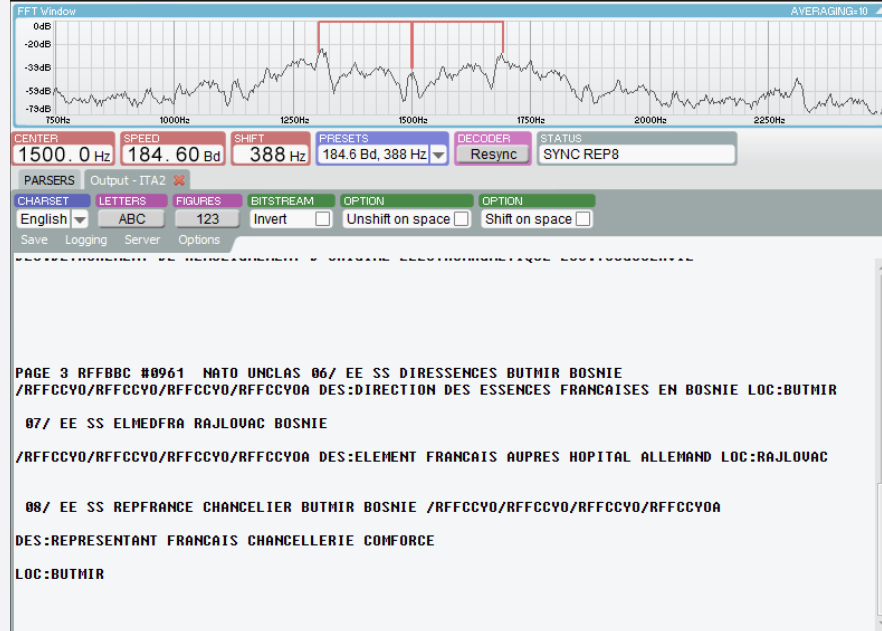 FFT Window AVERAGING=10
0dB
-20dB
-39dB
-59dB
-79dB
750Hz 1000Hz 1250Hz 1500Hz 1750Hz 2000Hz 2250Hz
CENTER SPEED SHIFT PRESETS DECODER STATUS
1500. 0 Hz 184. 60 Bd 388 Hz 184.6 Bd, 388 Hz Resync SYNC REP8
PARSERS Output - ITA2
CHARSET LETTERS FIGURES BITSTREAM OPTION OPTION
English ABC 123 Invert Unshift on space Shift on space
Save Logging Server Options
PAGE 3 RFFBBC #0961 NATO UNCLAS 06/ EE SS DIRESSENCES BUTMIR BOSNIE
/RFFCCYO/RFFCCYO/RFFCCYO/RFFCCYOA DES:DIRECTION DES ESSENCES FRANCAISES EN BOSNIE LOC:BUTMIR
07/ EE SS ELMEDFRA RAJLOVAC BOSNIE
/RFFCCYO/RFFCCYO/RFFCCYO/RFFCCYOA DES:ELEMENT FRANCAIS AUPRES HOPITAL ALLEMAND LOC:RAJLOVAC
08/ EE SS REPFRANCE CHANCELIER BUTMIR BOSNIE /RFFCCYO/RFFCCYO/RFFCCYO/RFFCCYOA
DES:REPRESENTANT FRANCAIS CHANCELLERIE COMFORCE
LOC:BUTMIR